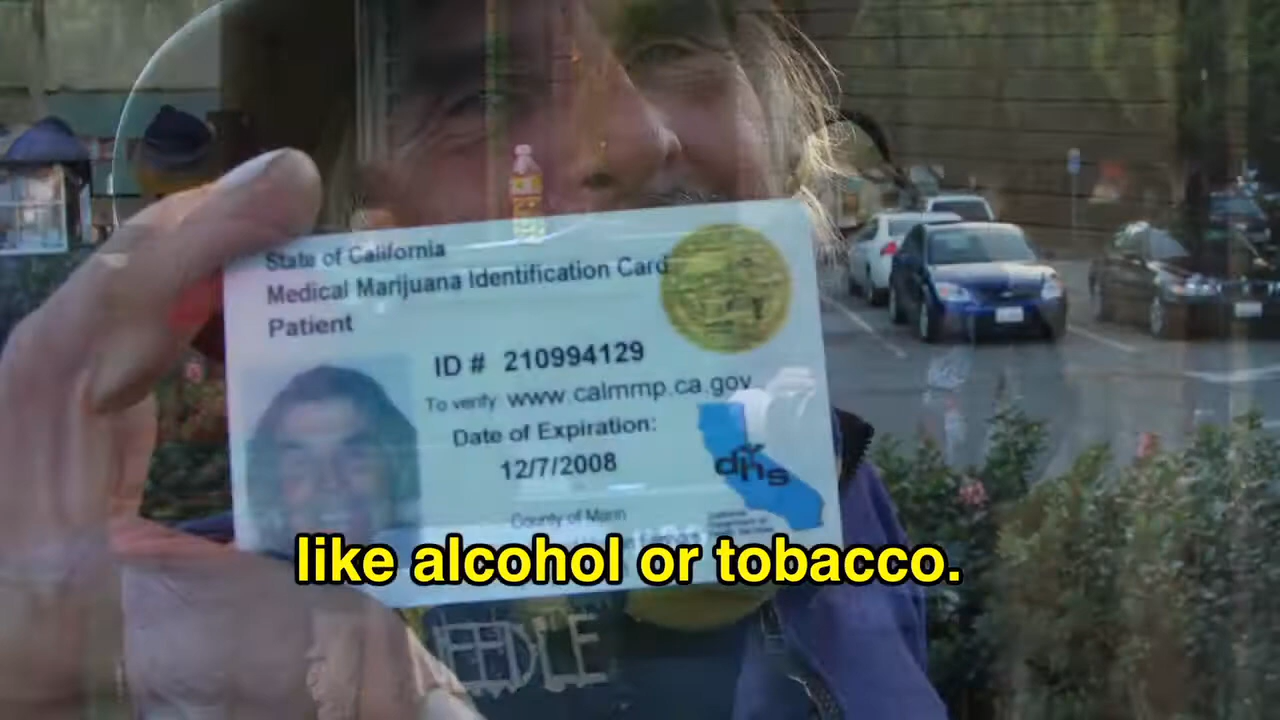 State of California
Medical Marijuana Identification Card
Patient
ID # 210994129
To verify www.calmmp.ca.gov
Date of Expiration:
12/7/2008
dhs
County of Marin
like alcohol or tobacco.